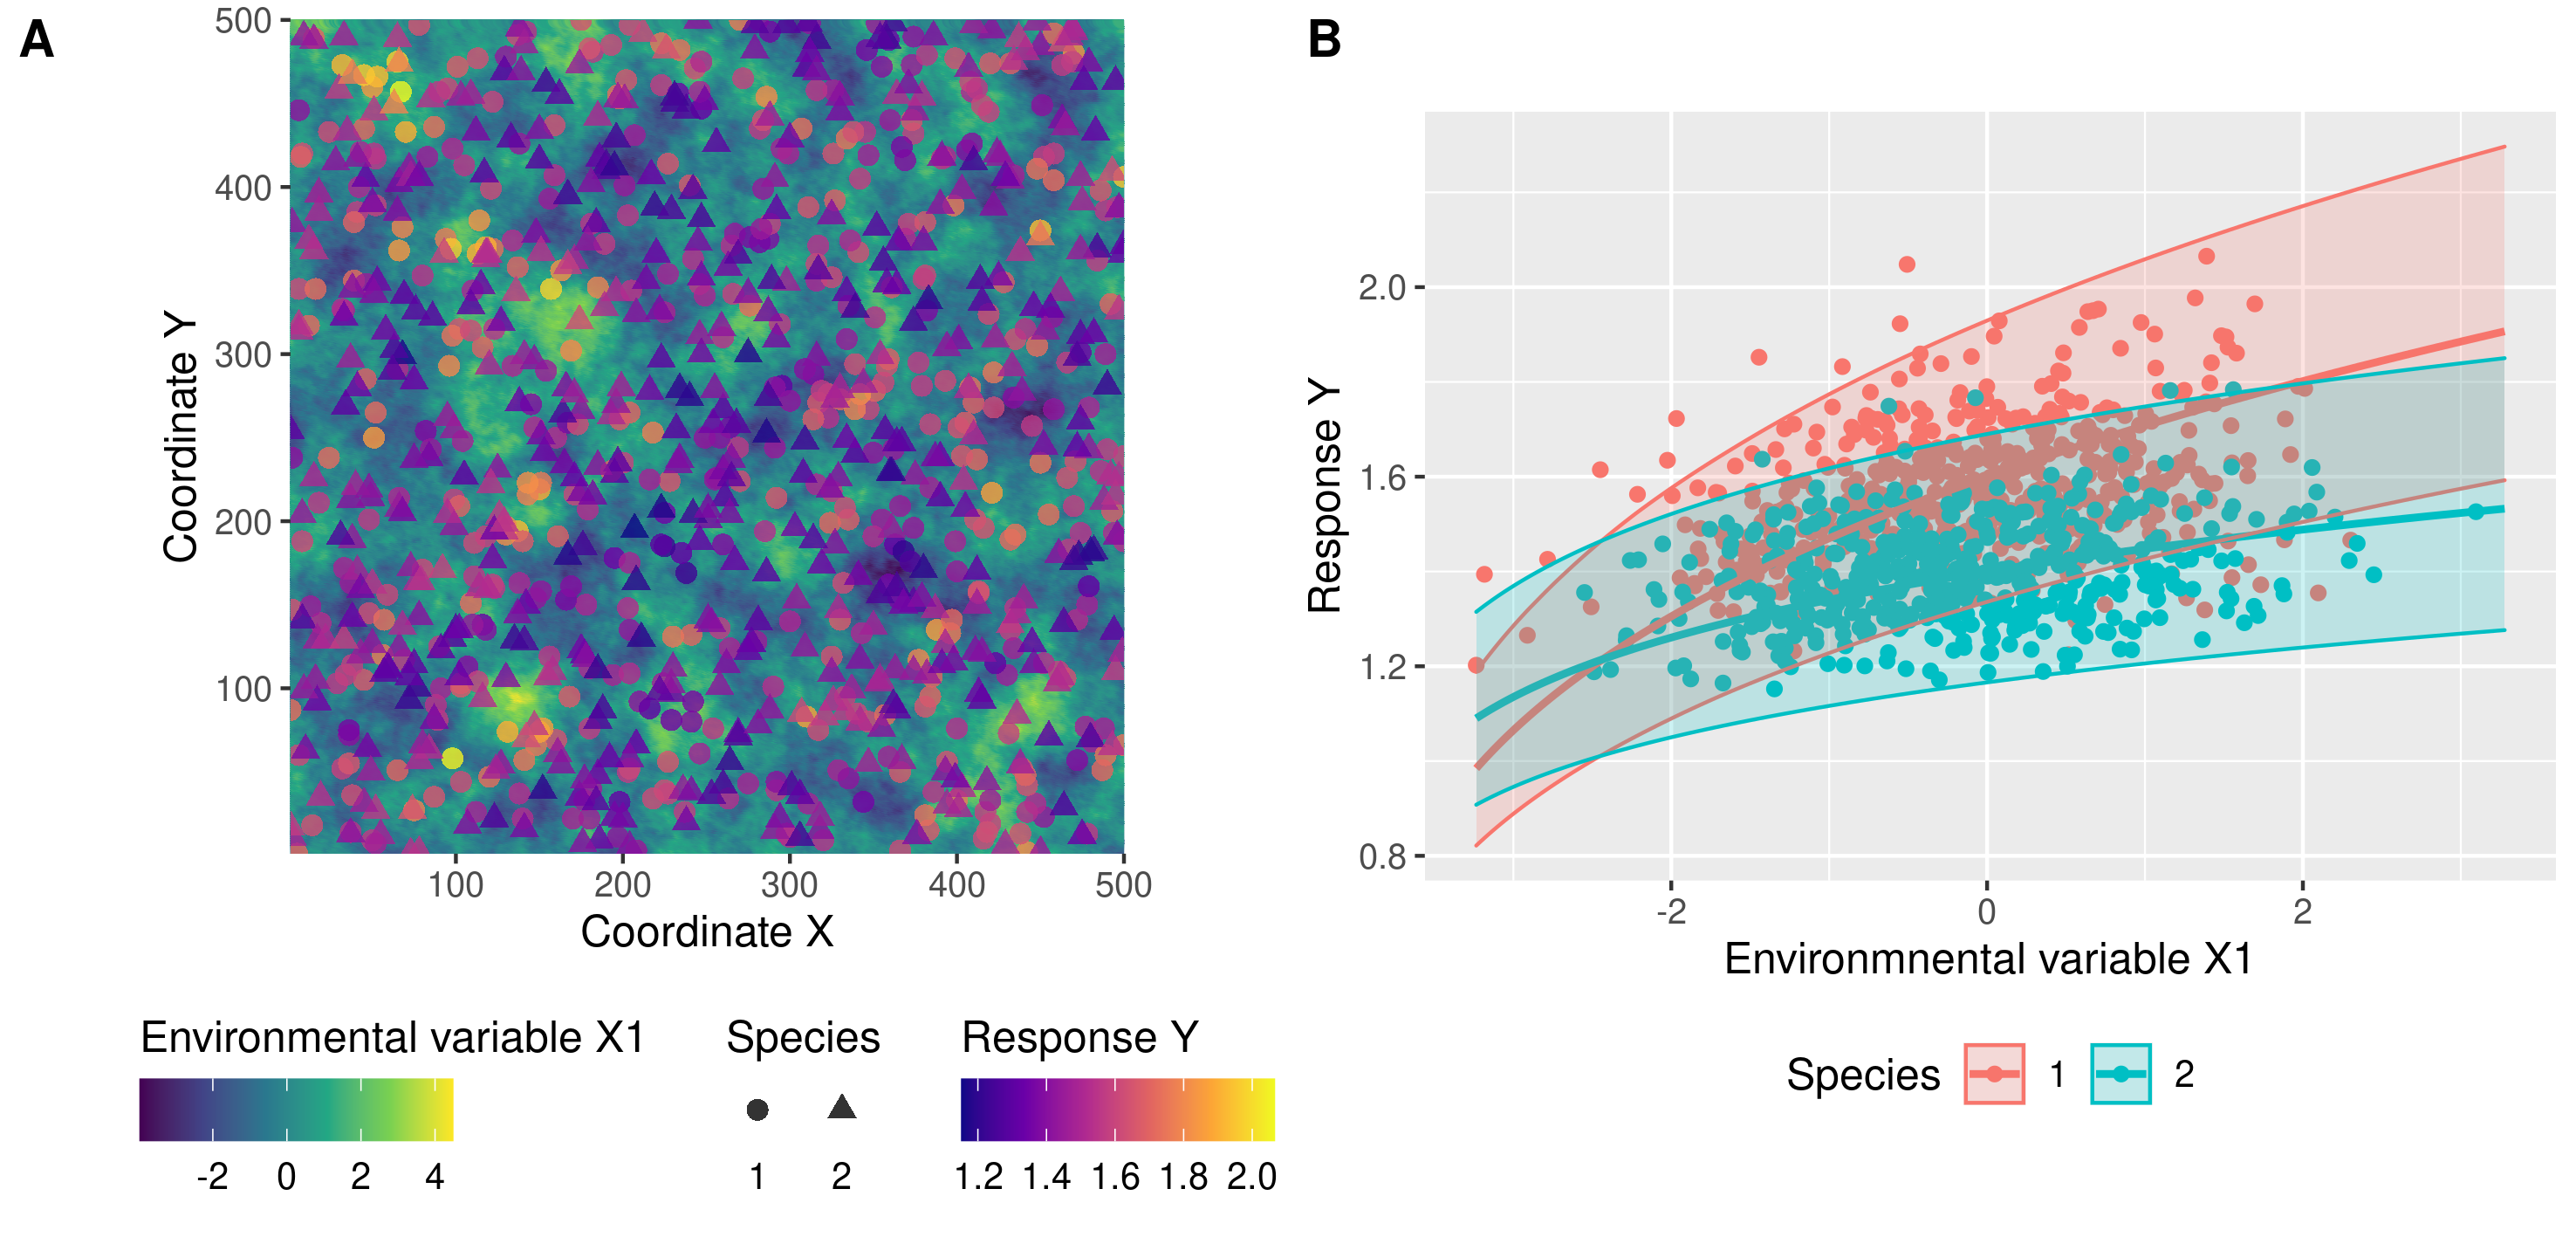 A
500
400
300
200
100
Coordinate Y
100 200 300 400 500
Coordinate X
Environmental variable X1
-2 0 2 4
Species
1 2
Response Y
1.2 1.4 1.6 1.8 2.0
B
2.0
1.6
1.2
0.8
Response Y
-2 0 2
Environmnental variable X1
Species 1 2